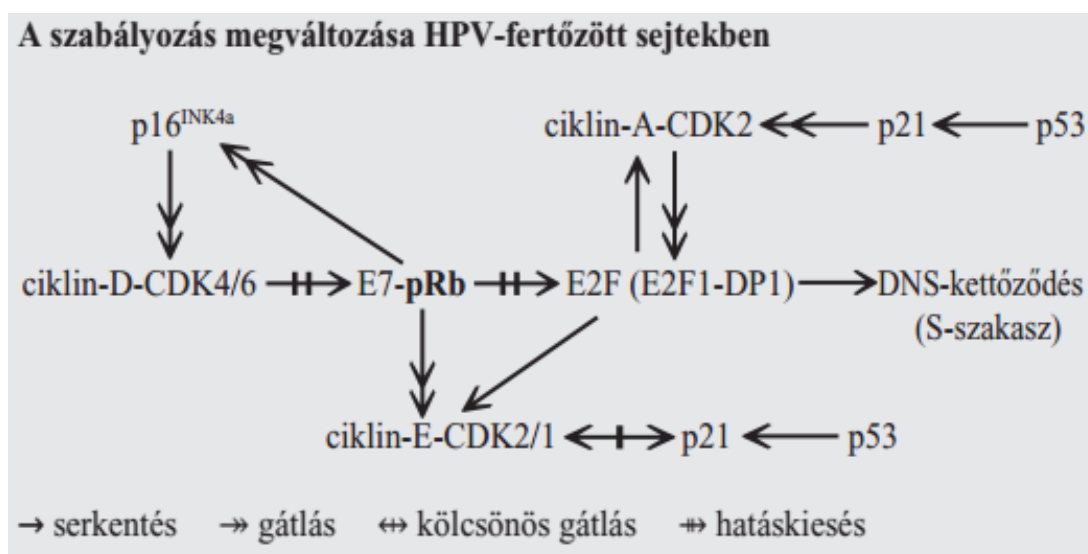 A szabályozás megváltozása HPV-fertőzött sejtekben
p16INK4a ciklin-A-CDK2 p21 p53
ciklin-D-CDK4/6 E7-pRb E2F (E2F1-DP1) DNS-kettőződés
(S-szakasz)
ciklin-E-CDK2/1 p21 p53
serkentés gátlás kölcsönös gátlás hatáskiesés